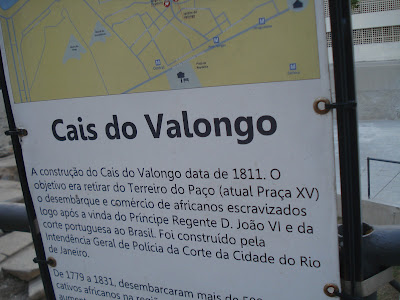 Cais do Valongo
A construção do Cais do Valongo data de 1811. O
objetivo era retirar do Terreiro do Paço (atual Praça XV)
o desembarque e comércio de africanos escravizados
logo após a vinda do Príncipe Regente D. João VI e da
corte portuguesa ao Brasil. Foi construído pela
Intendência Geral de Polícia da Corte da Cidade do Rio
de Janeiro.
De 1779 a 1831, desembarcaram mais de
cativos africanos na